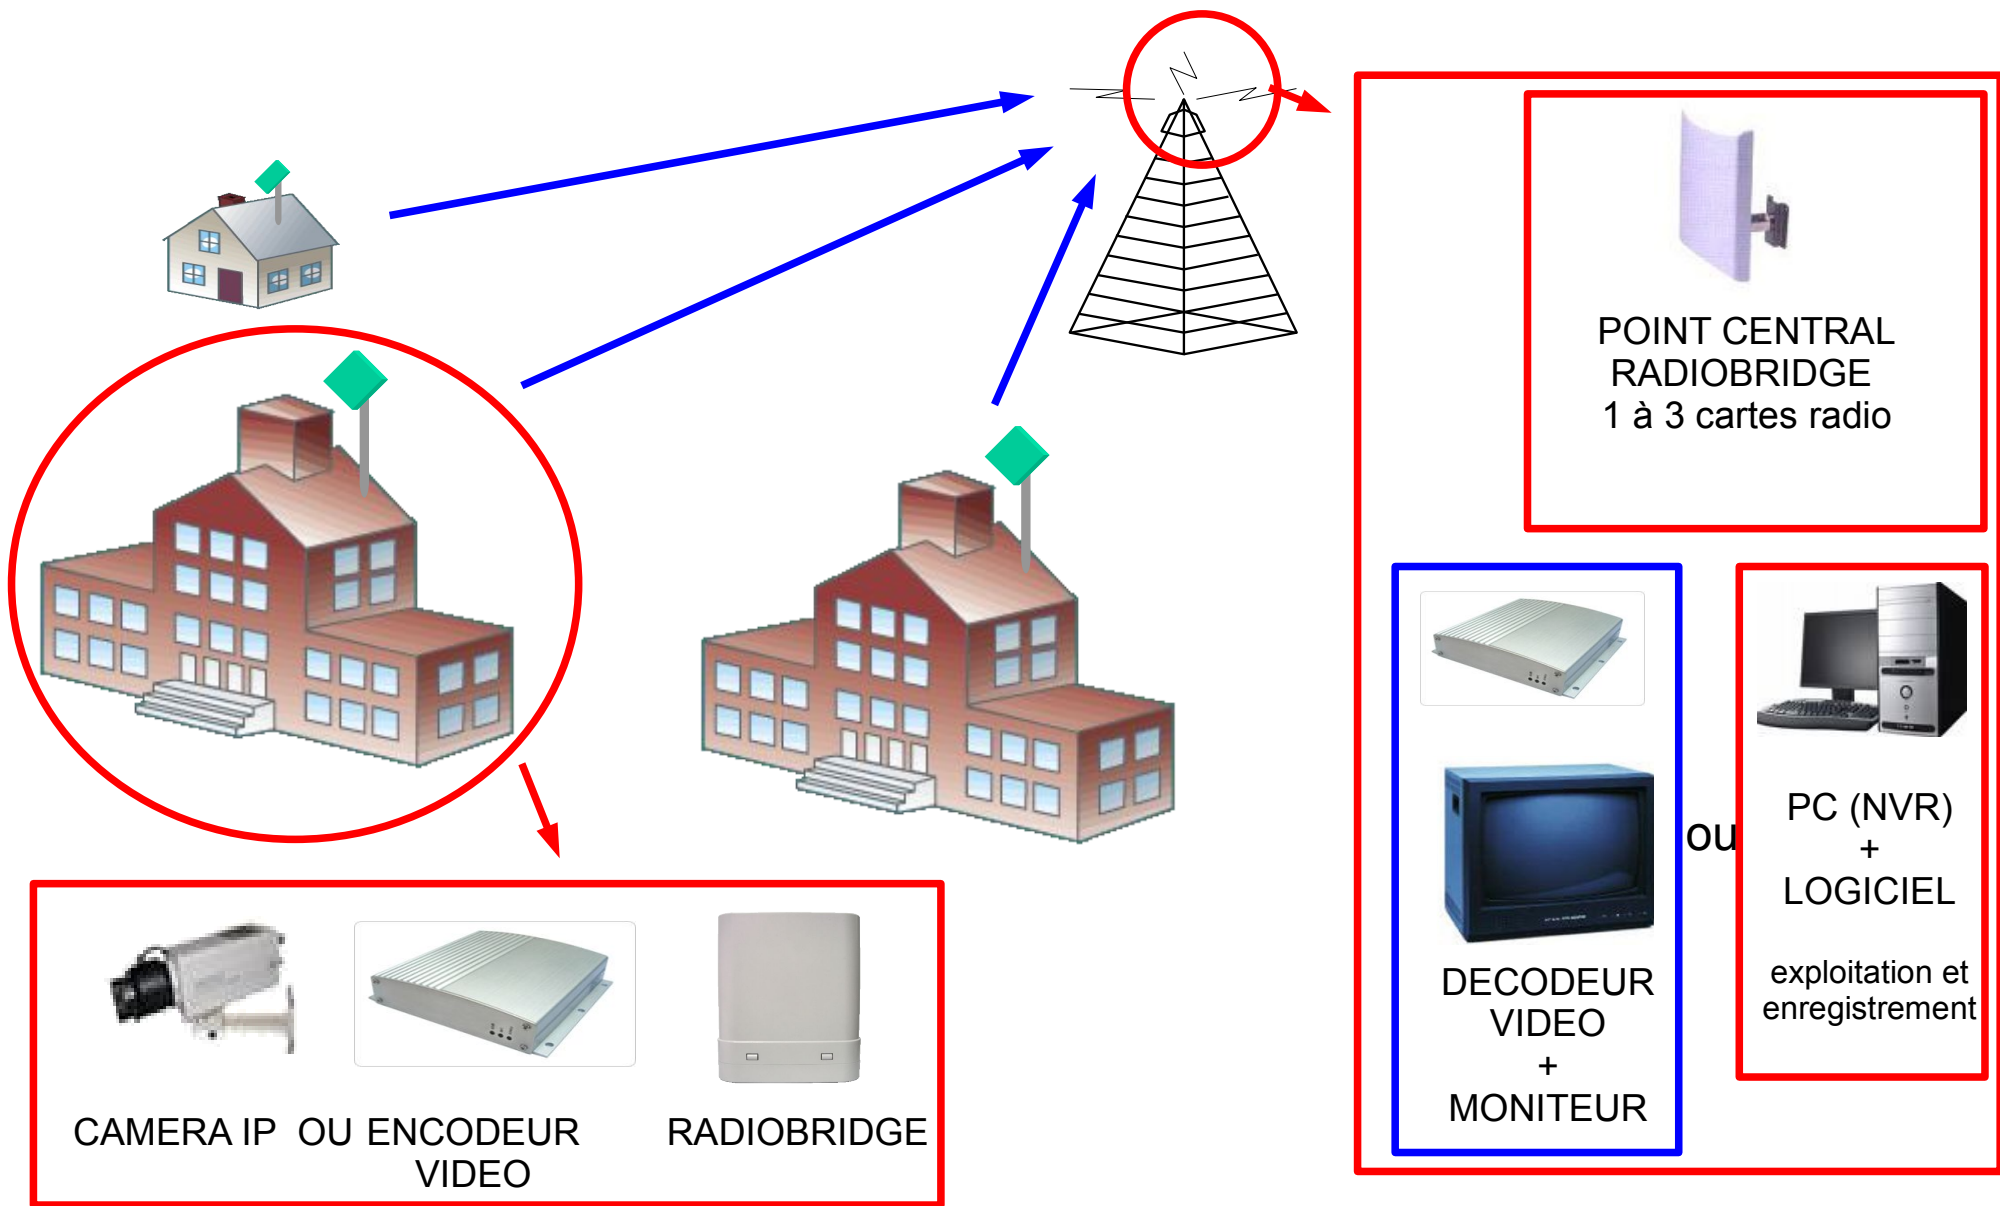 POINT CENTRAL
RADIOBRIDGE
1 à 3 cartes radio
ou
PC (NVR)
+
LOGICIEL
exploitation et
enregistrement
DECODEUR
VIDEO
+
MONITEUR
CAMERA IP OU ENCODEUR
VIDEO
RADIOBRIDGE